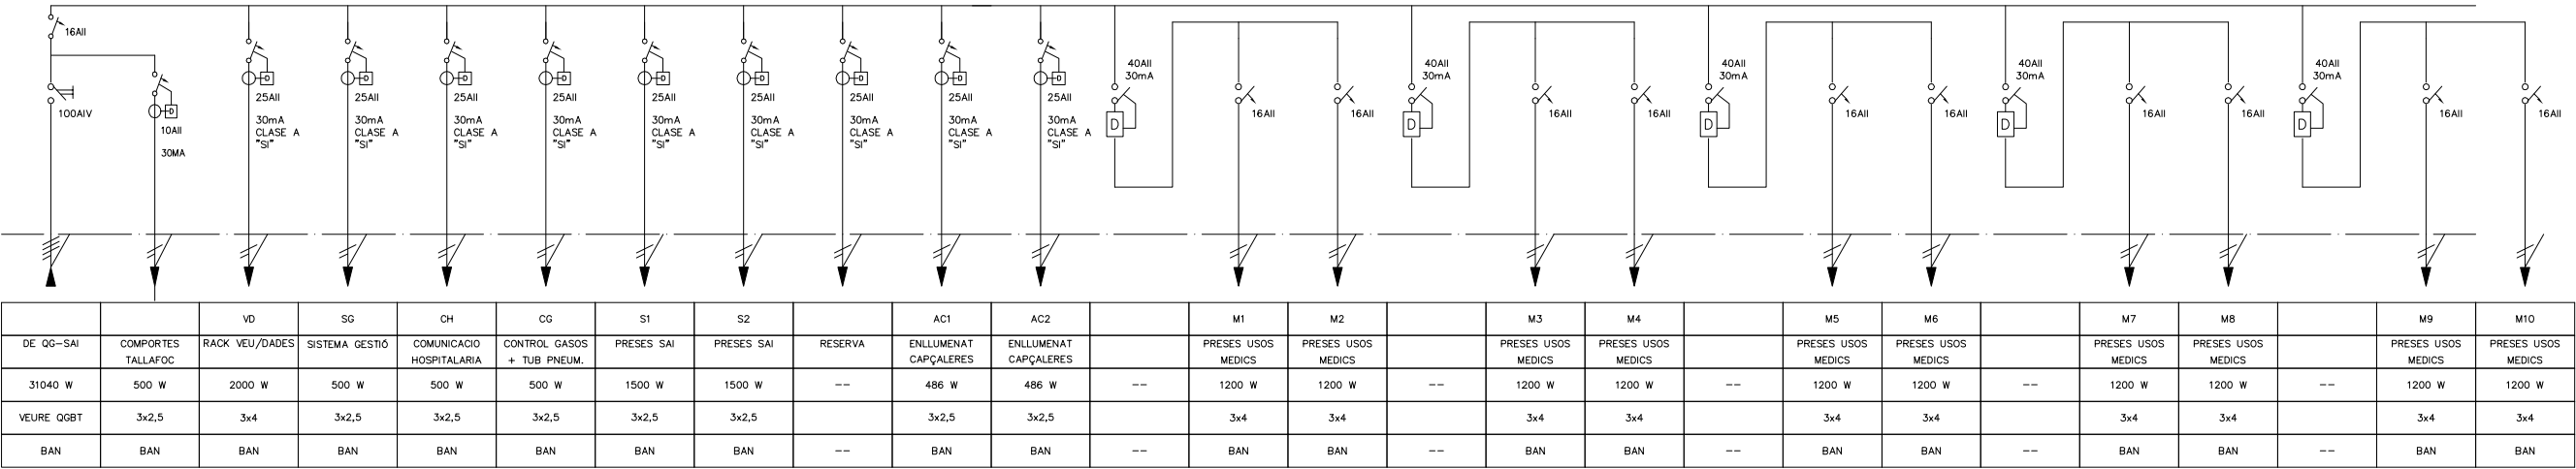 16AII
100AIV
10AII
30MA
25AII
30mA
CLASE A
"SI"
25AII
30mA
CLASE A
"SI"
25AII
30mA
CLASE A
"SI"
25AII
30mA
CLASE A
"SI"
25AII
30mA
CLASE A
"SI"
25AII
30mA
CLASE A
"SI"
25AII
30mA
CLASE A
"SI"
25AII
30mA
CLASE A
"SI"
25AII
30mA
CLASE A
"SI"
40AII
30mA
D
16AII
16AII
40AII
30mA
D
16AII
16AII
40AII
30mA
D
16AII
16AII
40AII
30mA
D
16AII
16AII
40AII
30mA
D
16AII
16AII
VD SG CH CG S1 S2 AC1 AC2 M1 M2 M3 M4 M5 M6 M7 M8 M9 M10
DE QG-SAI
COMPORTES
TALLAFOC
RACK VEU/DADES
SISTEMA GESTIÓ
COMUNICACIO
HOSPITALARIA
CONTROL GASOS
+ TUB PNEUM.
PRESES SAI
PRESES SAI
RESERVA
ENLLUMENAT
CAPÇALERES
ENLLUMENAT
CAPÇALERES
PRESES USOS
MEDICS
PRESES USOS
MEDICS
PRESES USOS
MEDICS
PRESES USOS
MEDICS
PRESES USOS
MEDICS
PRESES USOS
MEDICS
PRESES USOS
MEDICS
PRESES USOS
MEDICS
PRESES USOS
MEDICS
PRESES USOS
MEDICS
31040 W 500 W 2000 W 500 W 500 W 500 W 1500 W 1500 W -- 486 W 486 W -- 1200 W 1200 W -- 1200 W 1200 W -- 1200 W 1200 W -- 1200 W 1200 W -- 1200 W 1200 W
VEURE QGBT 3x2,5 3x4 3x2,5 3x2,5 3x2,5 3x2,5 3x2,5 3x2,5 3x2,5 3x4 3x4 3x4 3x4 3x4 3x4 3x4 3x4 3x4 3x4
BAN BAN BAN BAN BAN BAN BAN BAN -- BAN BAN -- BAN BAN -- BAN BAN -- BAN BAN -- BAN BAN -- BAN BAN